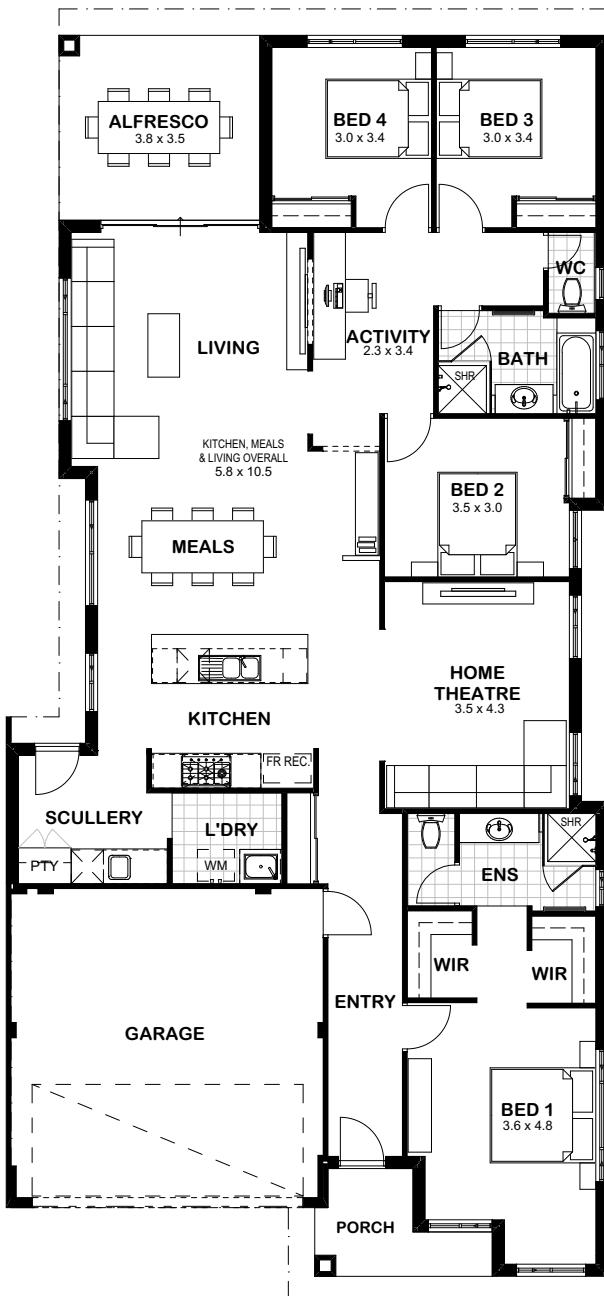 ALFRESCO
3.8 x 3.5
BED 4
3.0 x 3.4
BED 3
3.0 x 3.4
WC
LIVING
ACTIVITY
2.3 x 3.4
BATH
SHR
KITCHEN, MEALS
& LIVING OVERALL
5.8 x 10.5
BED 2
3.5 x 3.0
MEALS
HOME
THEATRE
3.5 x 4.3
KITCHEN
FR REC.
SCULLERY
L'DRY
PTY
WM
SHR
ENS
WIR
WIR
ENTRY
GARAGE
BED 1
3.6 x 4.8
PORCH